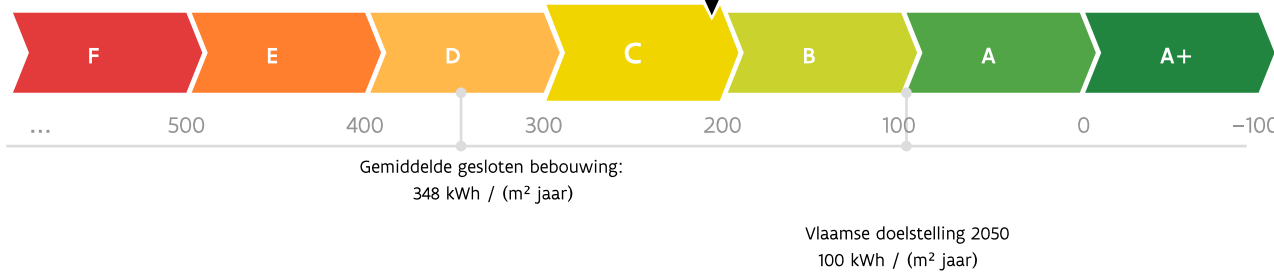 F E D C B A A+
... 500 400 300 200 100 0 −100
Gemiddelde gesloten bebouwing:
348 kWh / (m² jaar)
Vlaamse doelstelling 2050
100 kWh / (m² jaar)